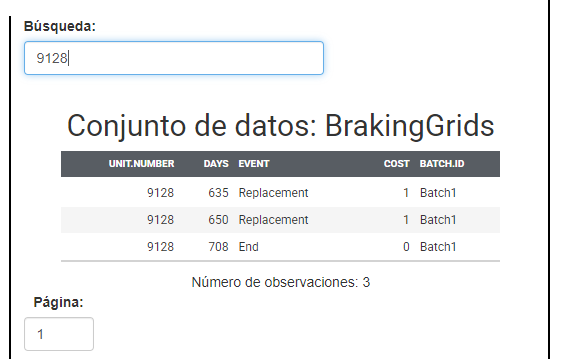 Búsqueda:
9128
Conjunto de datos: BrakingGrids
UNIT.NUMBER DAYS EVENT COST BATCH.ID
9128 635 Replacement 1 Batch1
9128 650 Replacement 1 Batch1
9128 708 End 0 Batch1
Número de observaciones: 3
Página:
1